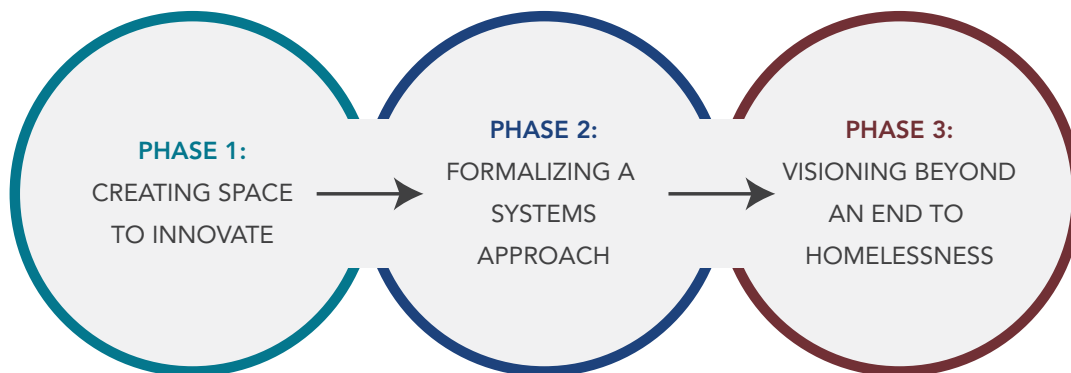 PHASE 1:
CREATING SPACE
TO INNOVATE
PHASE 2:
FORMALIZING A
SYSTEMS
APPROACH
PHASE 3:
VISIONING BEYOND
AN END TO
HOMELESSNESS